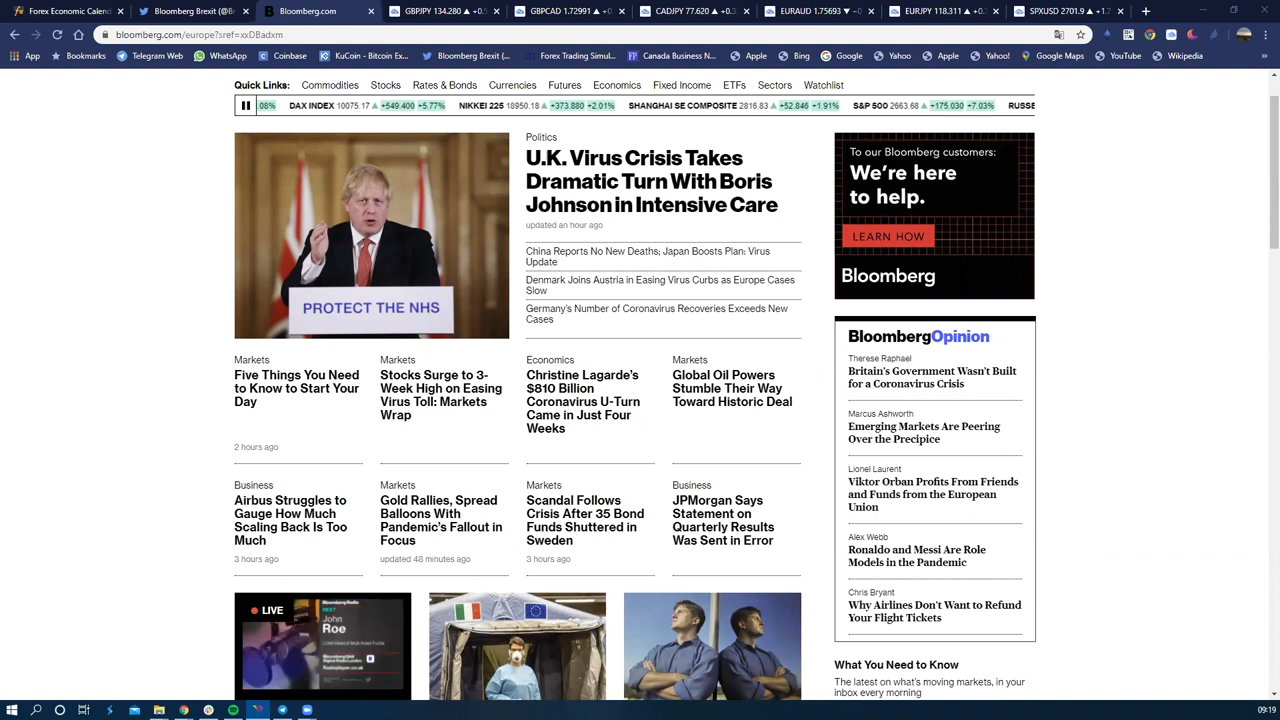 Forex Economic Calend
Bloomberg Brexit (@Br
Bloomberg.com
GBPJPY 134.280 ▲ +0.5
GBPCAD 1.72991 ▲ +0.
CADJPY 77.620 ▲ +0.3
EURAUD 1.75693 ▼ −0
EURJPY 118.311 ▲ +0.
SPXUSD 2701.9 ▲ +1.7
bloomberg.com/europe?sref=xxDBadxm
App
Bookmarks
Telegram Web
WhatsApp
Coinbase
KuCoin - Bitcoin Ex...
Bloomberg Brexit (...
Forex Trading Simul...
Canada Business N...
Apple
Bing
Google
Yahoo
Apple
Yahoo!
Google Maps
YouTube
Wikipedia
Quick Links: Commodities Stocks Rates & Bonds Currencies Futures Economics Fixed Income ETFs Sectors Watchlist
.08% DAX INDEX 10075.17 ▲ +549.400 +5.77% NIKKEI 225 18950.18 ▲ +373.880 +2.01% SHANGHAI SE COMPOSITE 2816.83 ▲ +52.846 +1.91% S&P 500 2663.68 ▲ +175.030 +7.03% RUSSE
PROTECT THE NHS
Politics
U.K. Virus Crisis Takes
Dramatic Turn With Boris
Johnson in Intensive Care
updated an hour ago
China Reports No New Deaths; Japan Boosts Plan: Virus
Update
Denmark Joins Austria in Easing Virus Curbs as Europe Cases
Slow
Germany's Number of Coronavirus Recoveries Exceeds New
Cases
Markets
Five Things You Need
to Know to Start Your
Day
2 hours ago
Markets
Stocks Surge to 3-
Week High on Easing
Virus Toll: Markets
Wrap
Economics
Christine Lagarde's
$810 Billion
Coronavirus U-Turn
Came in Just Four
Weeks
Markets
Global Oil Powers
Stumble Their Way
Toward Historic Deal
Business
Airbus Struggles to
Gauge How Much
Scaling Back Is Too
Much
3 hours ago
Markets
Gold Rallies, Spread
Balloons With
Pandemic's Fallout in
Focus
updated 48 minutes ago
Markets
Scandal Follows
Crisis After 35 Bond
Funds Shuttered in
Sweden
3 hours ago
Business
JPMorgan Says
Statement on
Quarterly Results
Was Sent in Error
LIVE
Bloomberg Radio
NEXT
John
Roe
To our Bloomberg customers:
We're here
to help.
LEARN HOW
Bloomberg
BloombergOpinion
Therese Raphael
Britain's Government Wasn't Built
for a Coronavirus Crisis
Marcus Ashworth
Emerging Markets Are Peering
Over the Precipice
Lionel Laurent
Viktor Orban Profits From Friends
and Funds from the European
Union
Alex Webb
Ronaldo and Messi Are Role
Models in the Pandemic
Chris Bryant
Why Airlines Don't Want to Refund
Your Flight Tickets
What You Need to Know
The latest on what's moving markets, in your
inbox every morning
09:19